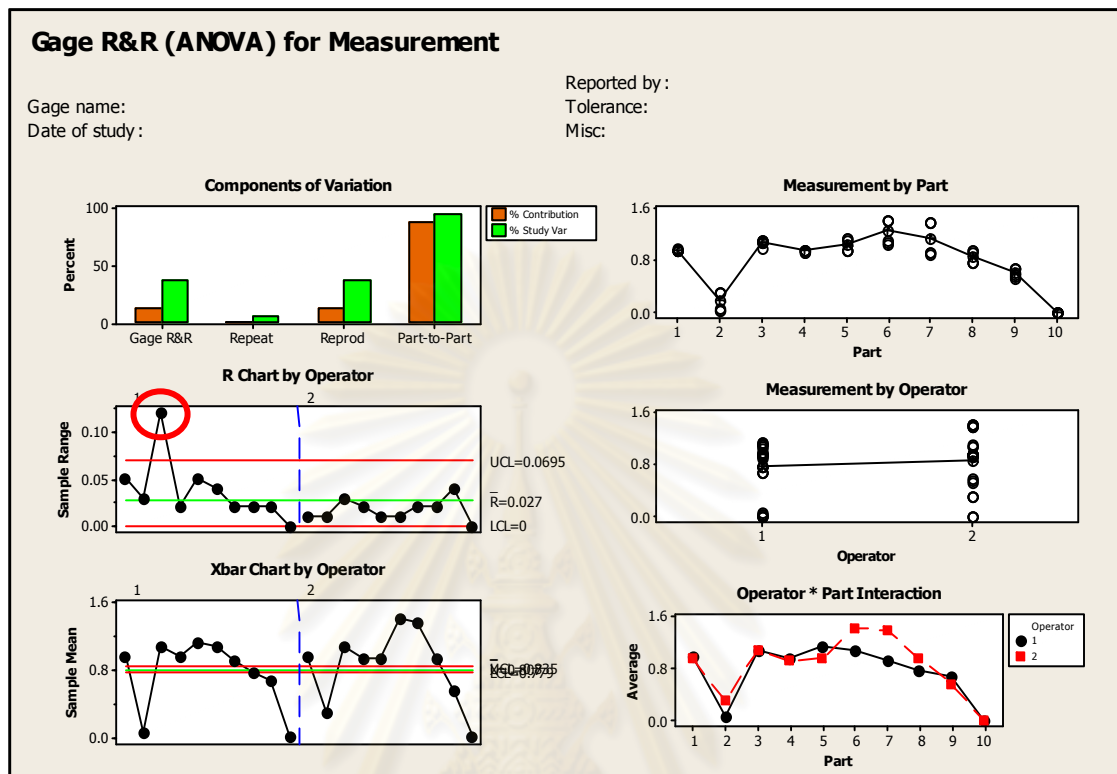 Gage R&R (ANOVA) for Measurement
Gage name:
Date of study :
Reported by :
Tolerance:
Misc:
Components of Variation
Percent
100
50
0
Gage R&R Repeat Reprod Part-to-Part
% Contribution
% Study Var
R Chart by Operator
1 2
Sample Range
0.10
0.05
0.00
UCL=0.0695
R=0.027
LCL=0
Xbar Chart by Operator
1 2
Sample Mean
1.6
0.8
0.0
LCL=0.779
Measurement by Part
1.6
0.8
0.0
1 2 3 4 5 6 7 8 9 10
Part
Measurement by Operator
1.6
0.8
0.0
1 2
Operator
Operator * Part Interaction
Average
1.6
0.8
0.0
1 2 3 4 5 6 7 8 9 10
Part
Operator
1
2